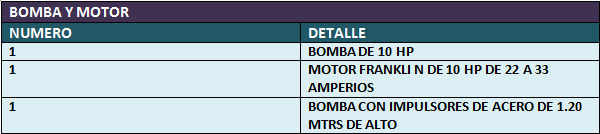 BOMBA Y MOTOR
NUMERO DETALLE
1 BOMBA DE 10 HP
1 MOTOR FRANKLI N DE 10 HP DE 22 A 33
AMPERIOS
1 BOMBA CON IMPULSORES DE ACERO DE 1.20
MTRS DE ALTO